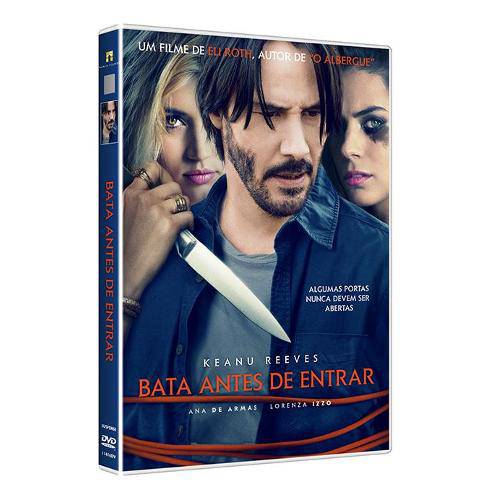 UM FILME DE ELI ROTH, AUTOR DE "O ALBERGUE"
ALGUMAS PORTAS
NUNCA DEVEM SER
ABERTAS
KEANU REEVES
BATA ANTES DE ENTRAR
ANA DE ARMAS LORENZA IZZO
BATA ANTES DE ENTRAR
SUSPENSE
DVD